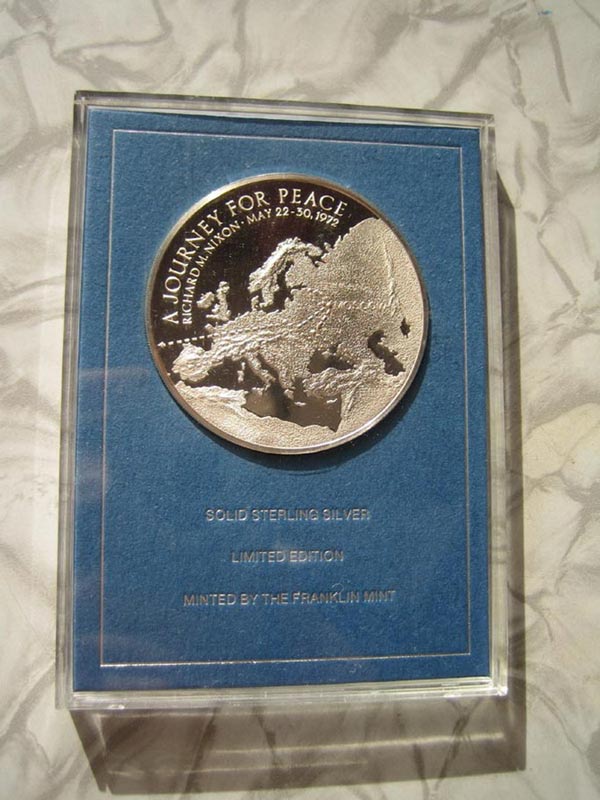 A JOURNEY FOR PEACE
RICHARD M. NIXON · MAY 22-30, 1972
MOSCOW
SOLID STERLING SILVER
LIMITED EDITION
MINTED BY THE FRANKLIN MINT